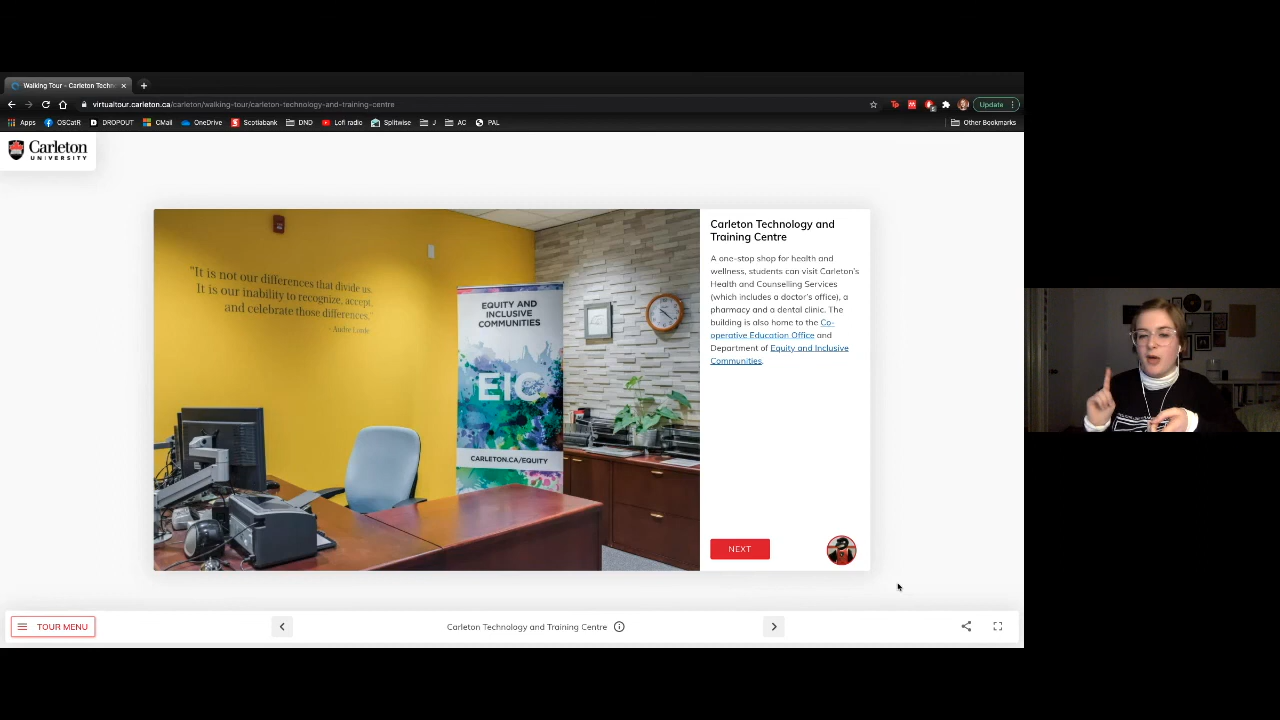 Walking Tour - Carleton Techn
virtualtour.carleton.ca/carleton/walking-tour/carleton-technology-and-training-centre
Update
Apps
OSCatR
DROPOUT
CMail
OneDrive
Scotiabank
DND
Lofi radio
Splitwise
J
AC
PAL
Other Bookmarks
Carleton
UNIVERSITY
"It is not our differences that divide us.
It is our inability to recognize, accept,
and celebrate those differences."
- Andre Lorde
EQUITY AND
INCLUSIVE
COMMUNITIES
EIC
CARLETON.CA/EQUITY
Carleton Technology and
Training Centre
A one-stop shop for health and
wellness, students can visit Carleton's
Health and Counselling Services
(which includes a doctor's office), a
pharmacy and a dental clinic. The
building is also home to the Co-
operative Education Office and
Department of Equity and Inclusive
Communities.
NEXT
TOUR MENU
Carleton Technology and Training Centre